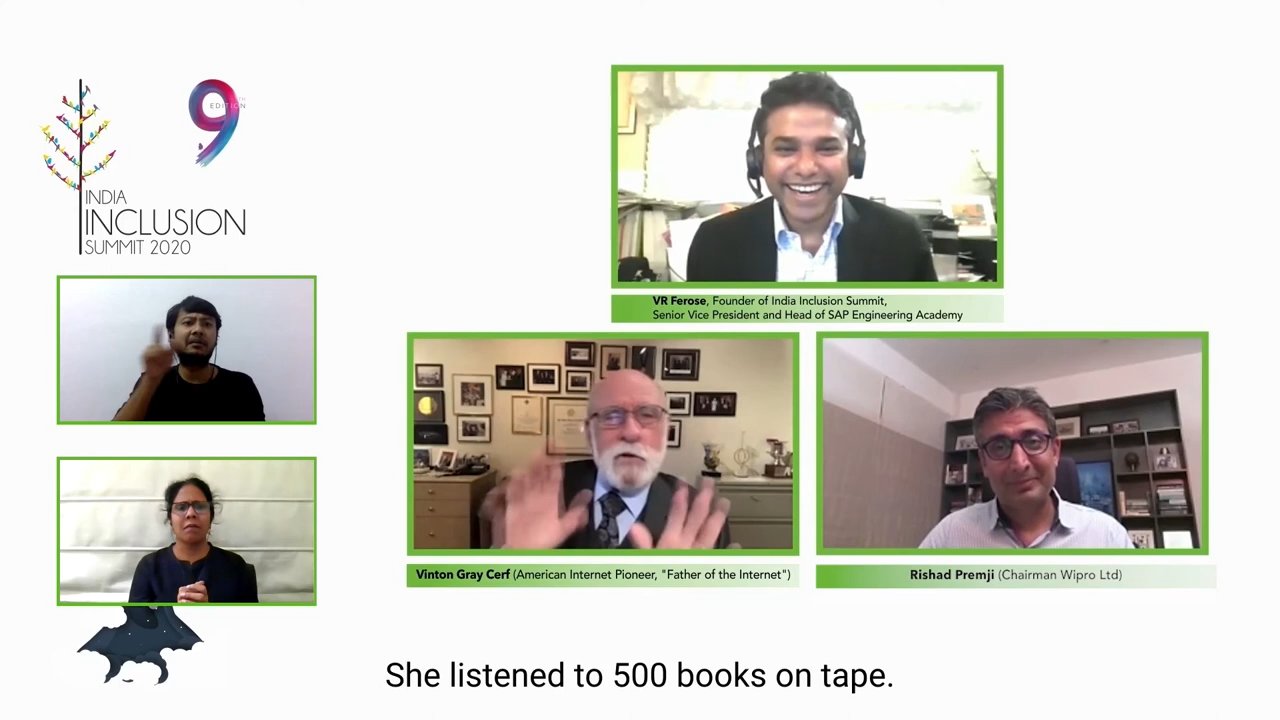 9TH
EDITION
INDIA
INCLUSION
SUMMIT 2020
VR Ferose, Founder of India Inclusion Summit,
Senior Vice President and Head of SAP Engineering Academy
Vinton Gray Cerf (American Internet Pioneer, "Father of the Internet")
Rishad Premji (Chairman Wipro Ltd)
She listened to 500 books on tape.